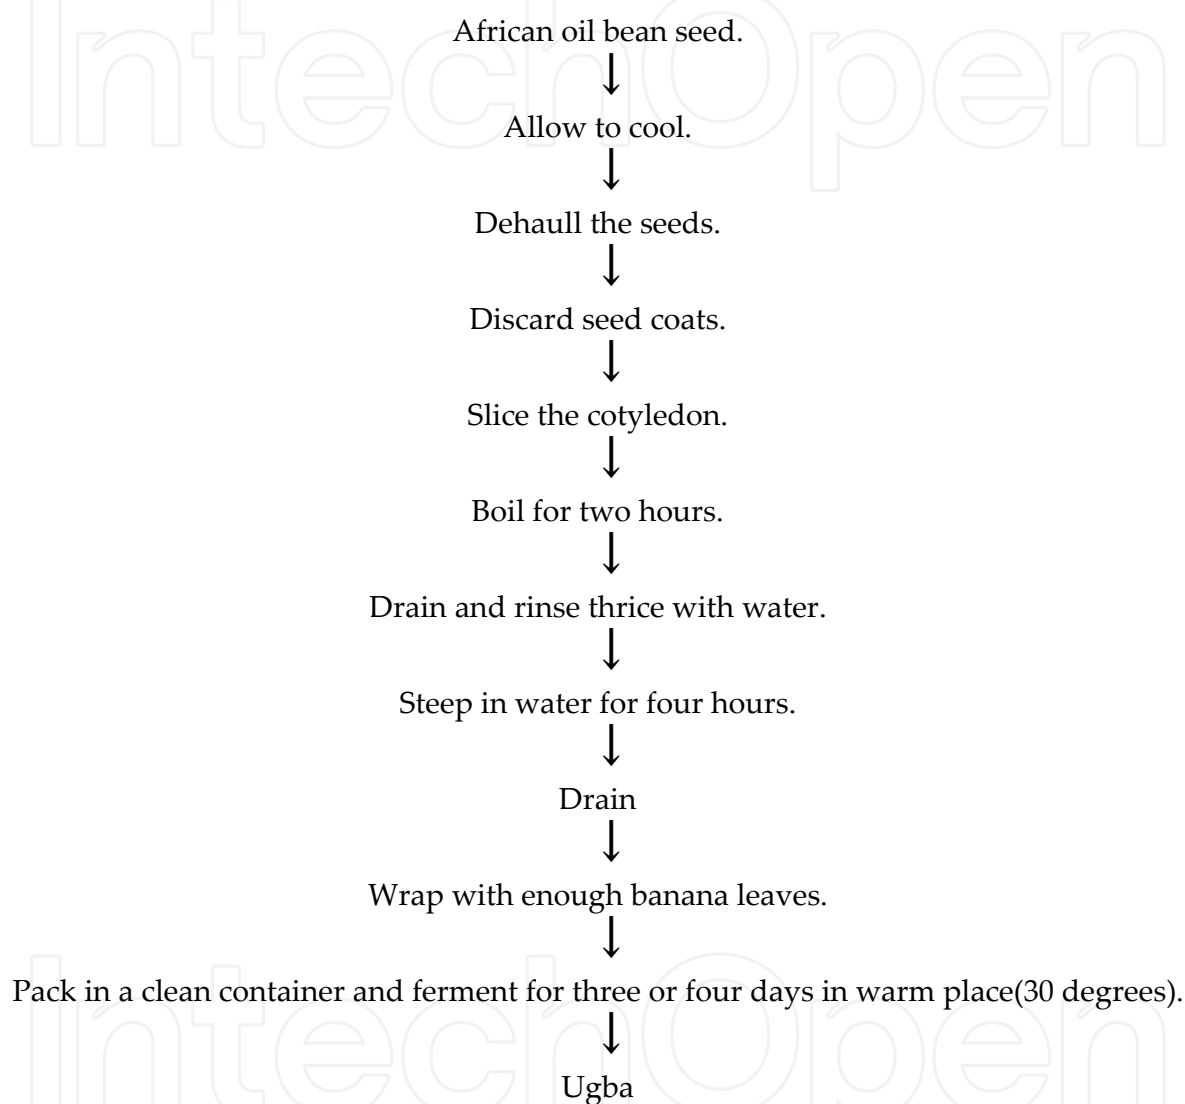 IntechOpen
African oil bean seed.
Allow to cool.
Dehaull the seeds.
Discard seed coats.
Slice the cotyledon.
Boil for two hours.
Drain and rinse thrice with water.
Steep in water for four hours.
Drain
Wrap with enough banana leaves.
Pack in a clean container and ferment for three or four days in warm place(30 degrees).
IntechOpen
Ugba